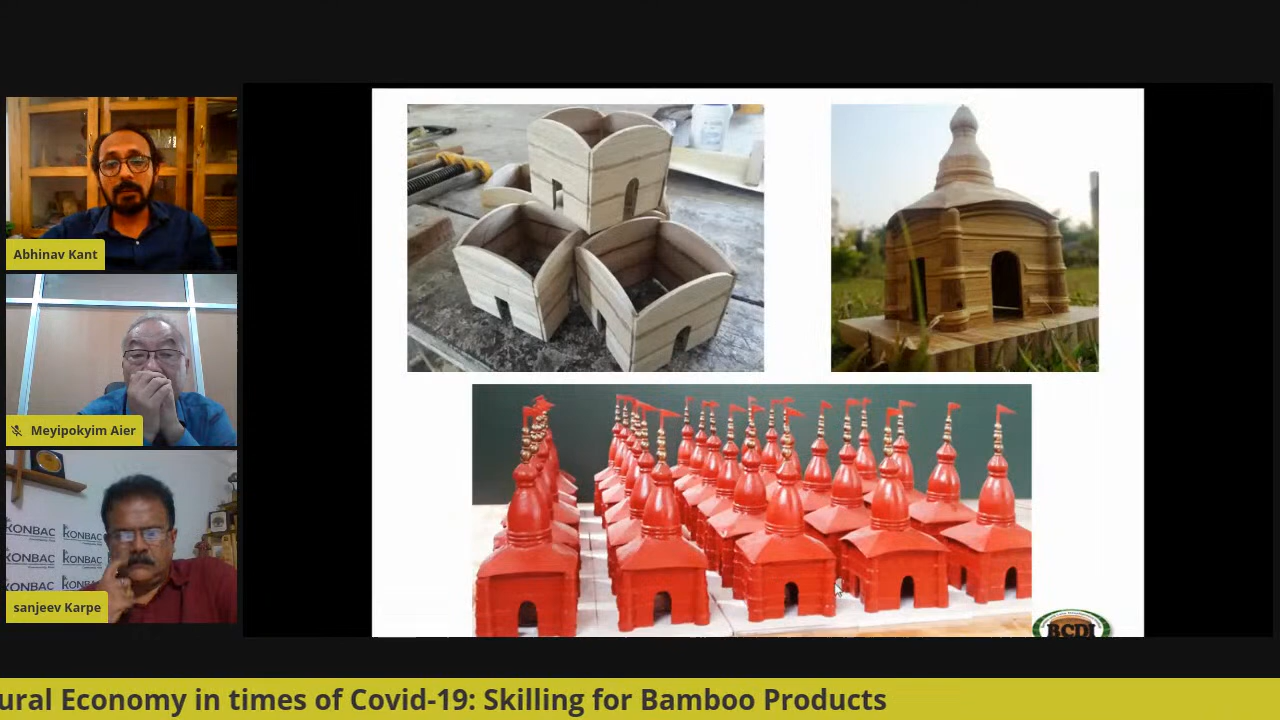 Abhinav Kant
Meyipokyim Aier
KONBAC KONBAC
KONBAC KONBAC
KONBAC
sanjeev Karpe
BCDI
ural Economy in times of Covid-19: Skilling for Bamboo Products